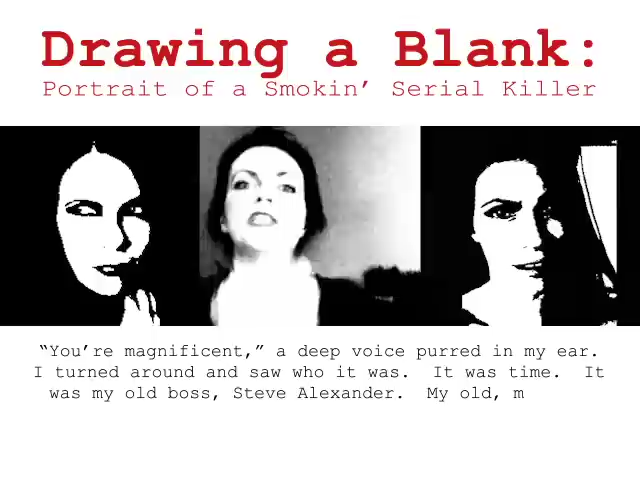 Drawing a Blank:
Portrait of a Smokin’ Serial Killer
“You’re magnificent,” a deep voice purred in my ear.
I turned around and saw who it was.  It was time.  It
was my old boss, Steve Alexander.  My old, m